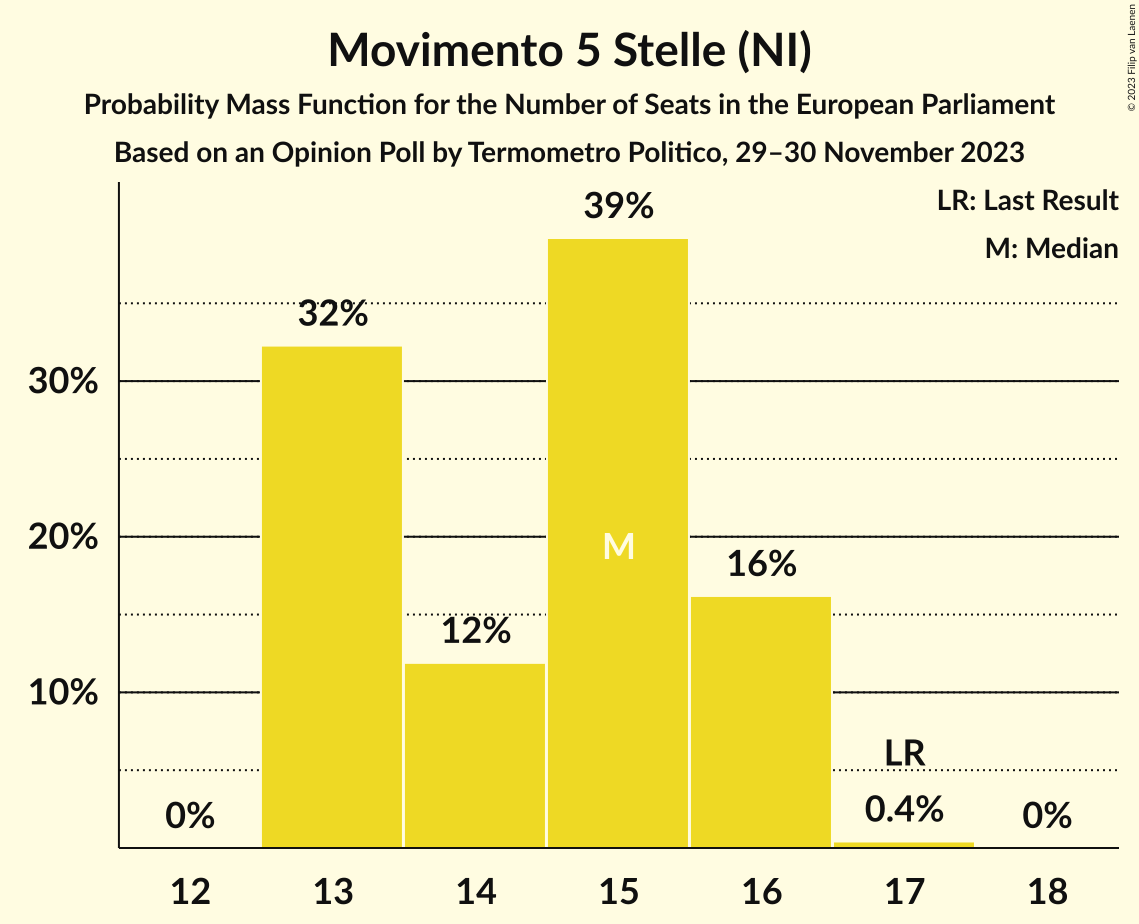 Movimento 5 Stelle (NI)
Probability Mass Function for the Number of Seats in the European Parliament
Based on an Opinion Poll by Termometro Politico, 29–30 November 2023
© 2023 Filip van Laenen
LR: Last Result
M: Median
39%
32%
30%
20%
M
16%
12%
10%
LR
0%
0.4%
0%
12 13 14 15 16 17 18